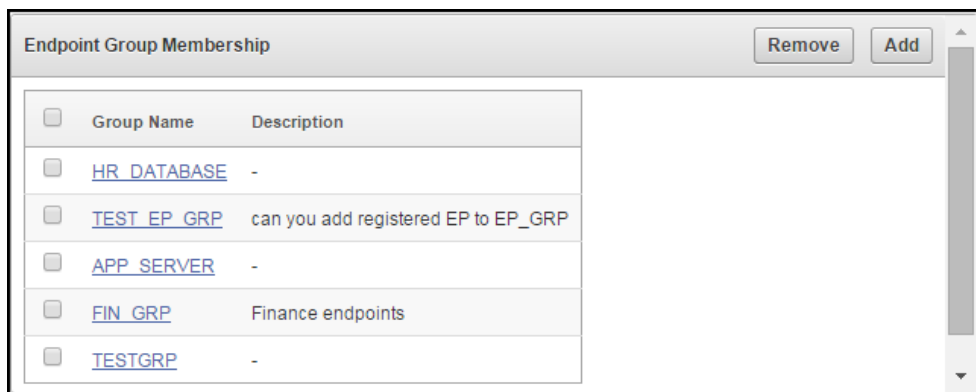 Endpoint Group Membership Remove Add
Group Name Description
HR_DATABASE -
TEST_EP_GRP can you add registered EP to EP_GRP
APP_SERVER -
FIN_GRP Finance endpoints
TESTGRP -